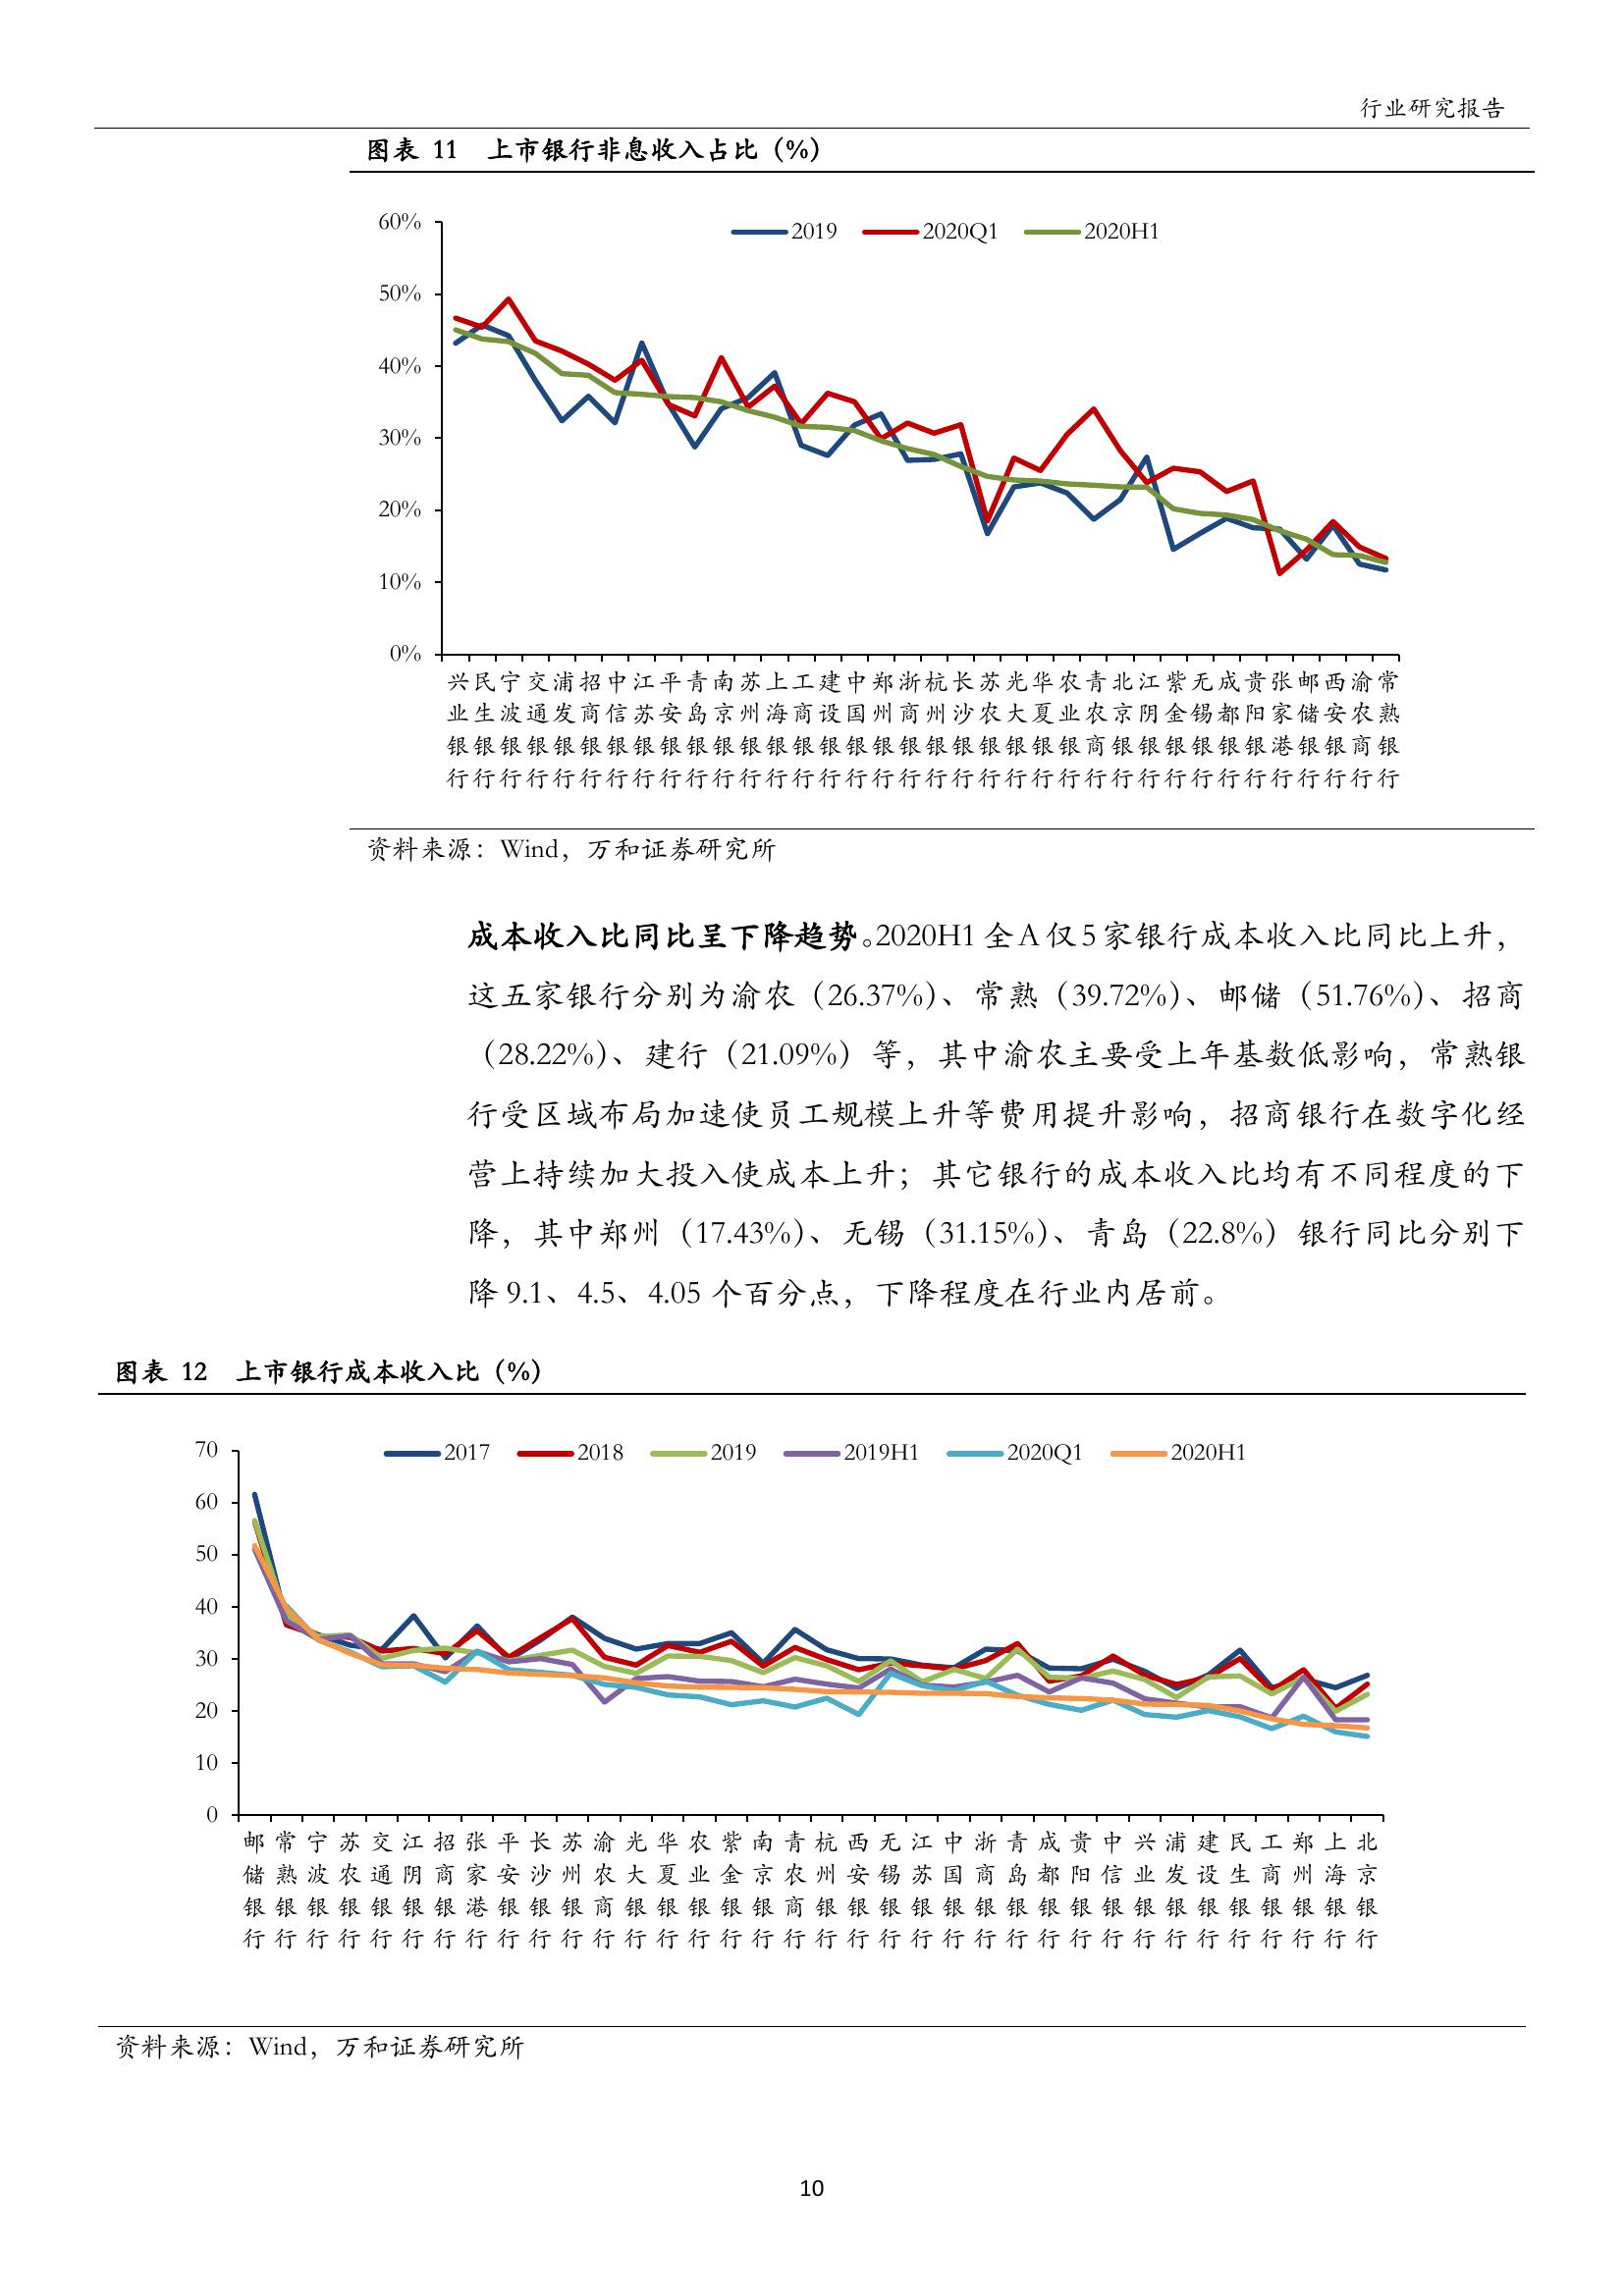 行业研究报告
图表 11 上市银行非息收入占比（%）
60%
50%
40%
30%
20%
10%
0%
2019 2020Q1 2020H1
兴业银行 民生银行 宁波银行 交通银行 浦发银行 招商银行 中信银行 江苏银行 平安银行 青岛银行 南京银行 苏州银行 上海银行 工商银行 建设银行 中国银行 郑州银行 浙商银行 杭州银行 长沙银行 苏农银行 光大银行 华夏银行 农业银行 青农商行 北京银行 江阴银行 紫金银行 无锡银行 成都银行 贵阳银行 张家港行 邮储银行 西安银行 渝农商行 常熟银行
资料来源：Wind，万和证券研究所
成本收入比同比呈下降趋势。2020H1 全A仅5家银行成本收入比同比上升，
这五家银行分别为渝农（26.37%）、常熟（39.72%）、邮储（51.76%）、招商
（28.22%）、建行（21.09%）等，其中渝农主要受上年基数低影响，常熟银
行受区域布局加速使员工规模上升等费用提升影响，招商银行在数字化经
营上持续加大投入使成本上升；其它银行的成本收入比均有不同程度的下
降，其中郑州（17.43%）、无锡（31.15%）、青岛（22.8%）银行同比分别下
降 9.1、4.5、4.05 个百分点，下降程度在行业内居前。
图表 12 上市银行成本收入比（%）
70
60
50
40
30
20
10
0
2017 2018 2019 2019H1 2020Q1 2020H1
邮储银行 常熟银行 宁波银行 苏农银行 交通银行 江阴银行 招商银行 张家港行 平安银行 长沙银行 苏州银行 渝农商行 光大银行 华夏银行 农业银行 紫金银行 南京银行 青农商行 杭州银行 西安银行 无锡银行 江苏银行 中国银行 浙商银行 青岛银行 成都银行 贵阳银行 中信银行 兴业银行 浦发银行 建设银行 民生银行 工商银行 郑州银行 上海银行 北京银行
资料来源：Wind，万和证券研究所
10